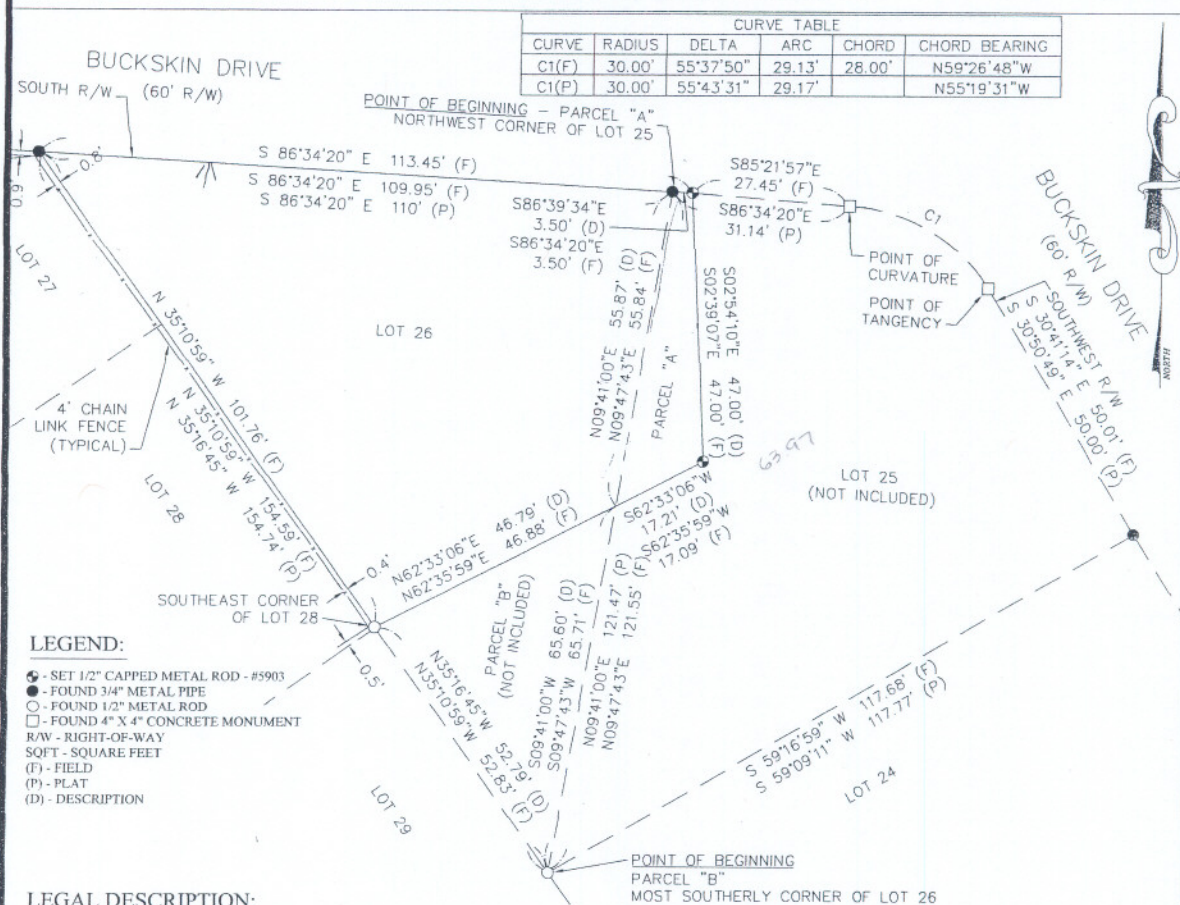 CURVE TABLE
CURVE RADIUS DELTA ARC CHORD CHORD BEARING
C1(F) 30.00' 55°37'50" 29.13' 28.00' N59°26'48"W
C1(P) 30.00' 55°43'31" 29.17' N55°19'31"W
BUCKSKIN DRIVE
(60' R/W)
SOUTH R/W
POINT OF BEGINNING - PARCEL "A"
NORTHWEST CORNER OF LOT 25
S 86°34'20" E 113.45' (F)
S 86°34'20" E 109.95' (F)
S 86°34'20" E 110' (P)
0.8'
S86°39'34"E
3.50' (D)
S86°34'20"E
3.50' (F)
S85°21'57"E
27.45' (F)
S86°34'20"E
31.14' (P)
C1
POINT OF
CURVATURE
POINT OF
TANGENCY
BUCKSKIN DRIVE
(60' R/W)
SOUTHWEST R/W
S 30°41'14" E 50.01' (F)
S 30°50'49" E 50.00' (P)
NORTH
LOT 27
LOT 26
4' CHAIN
LINK FENCE
(TYPICAL)
LOT 28
N 35°10'59" W 101.76' (F)
N 35°10'59" W 154.59' (F)
N 35°16'45" W 154.74' (P)
0.4'
N09°41'00"E 55.87' (D)
N09°47'43"E 55.84' (F)
PARCEL "A"
S02°54'10"E 47.00' (D)
S02°39'07"E 47.00' (F)
63.97
LOT 25
(NOT INCLUDED)
N62°33'06"E 46.79' (D)
N62°35'59"E 46.88' (F)
S62°33'06"W
17.21' (D)
S62°35'59"W
17.09' (F)
SOUTHEAST CORNER
OF LOT 28
0.5'
PARCEL "B"
(NOT INCLUDED)
N35°16'45"W 52.79' (D)
N35°10'59"W 52.83' (F)
S09°41'00"W 65.60' (D)
S09°47'43"W 65.71' (F)
N09°41'00"E 121.47' (P)
N09°47'43"E 121.55' (F)
S 59°16'59" W 117.68' (F)
S 59°09'11" W 117.77' (P)
LOT 24
LOT 29
POINT OF BEGINNING
PARCEL "B"
MOST SOUTHERLY CORNER OF LOT 26
LEGEND:
- SET 1/2" CAPPED METAL ROD - #5903
- FOUND 3/4" METAL PIPE
- FOUND 1/2" METAL ROD
- FOUND 4" X 4" CONCRETE MONUMENT
R/W - RIGHT-OF-WAY
SQFT - SQUARE FEET
(F) - FIELD
(P) - PLAT
(D) - DESCRIPTION
LEGAL DESCRIPTION: